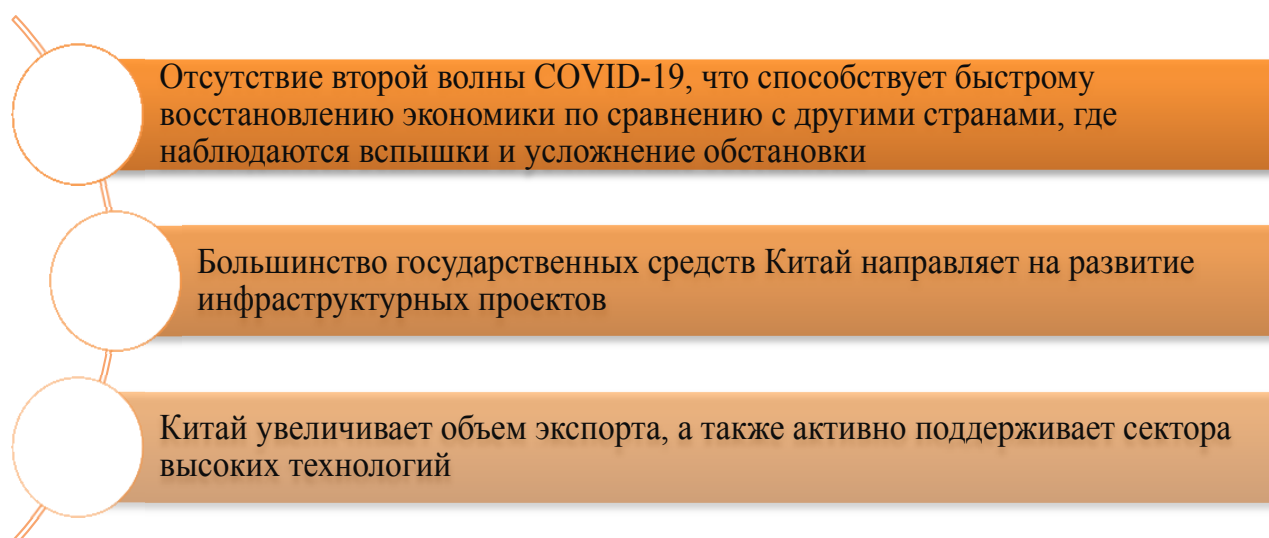 Отсутствие второй волны COVID-19, что способствует быстрому
восстановлению экономики по сравнению с другими странами, где
наблюдаются вспышки и усложнение обстановки
Большинство государственных средств Китай направляет на развитие
инфраструктурных проектов
Китай увеличивает объем экспорта, а также активно поддерживает сектора
высоких технологий